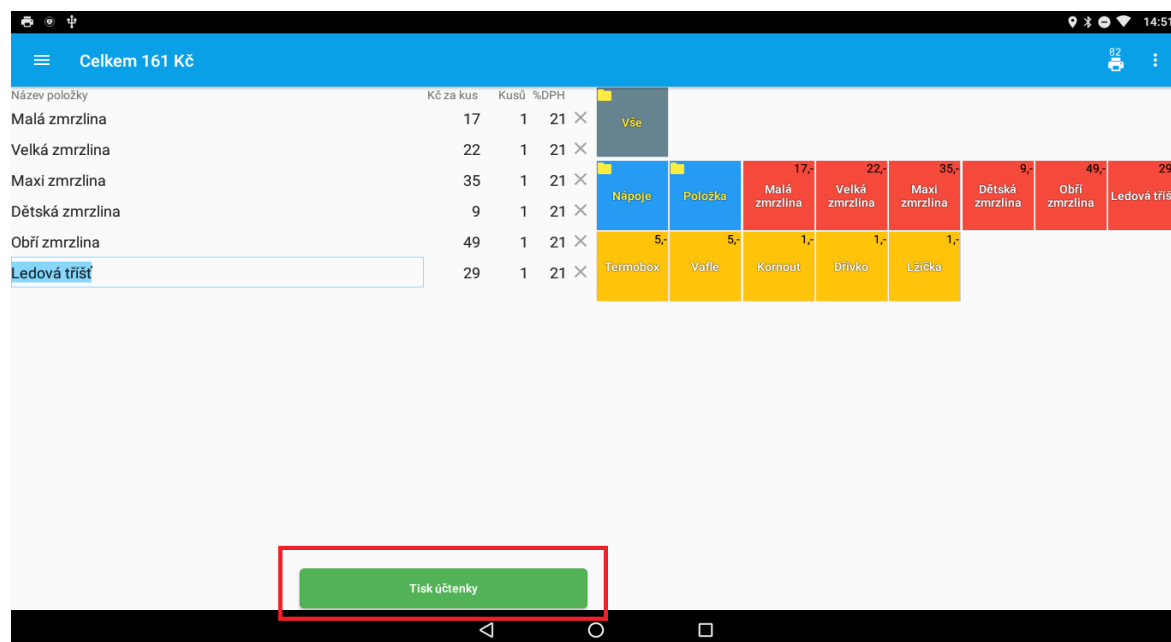 14:51
Celkem 161 Kč
82
Název položky Kč za kus Kusů %DPH
Malá zmrzlina 17 1 21
Velká zmrzlina 22 1 21
Maxi zmrzlina 35 1 21
Dětská zmrzlina 9 1 21
Obří zmrzlina 49 1 21
Ledová tříšť 29 1 21
Vše
Nápoje
Položka
17,-
Malá
zmrzlina
22,-
Velká
zmrzlina
35,-
Maxi
zmrzlina
9,-
Dětská
zmrzlina
49,-
Obří
zmrzlina
29
Ledová tříš
5,-
Termobox
5,-
Vafle
1,-
Kornout
1,-
Dřívko
1,-
Lžička
Tisk účtenky